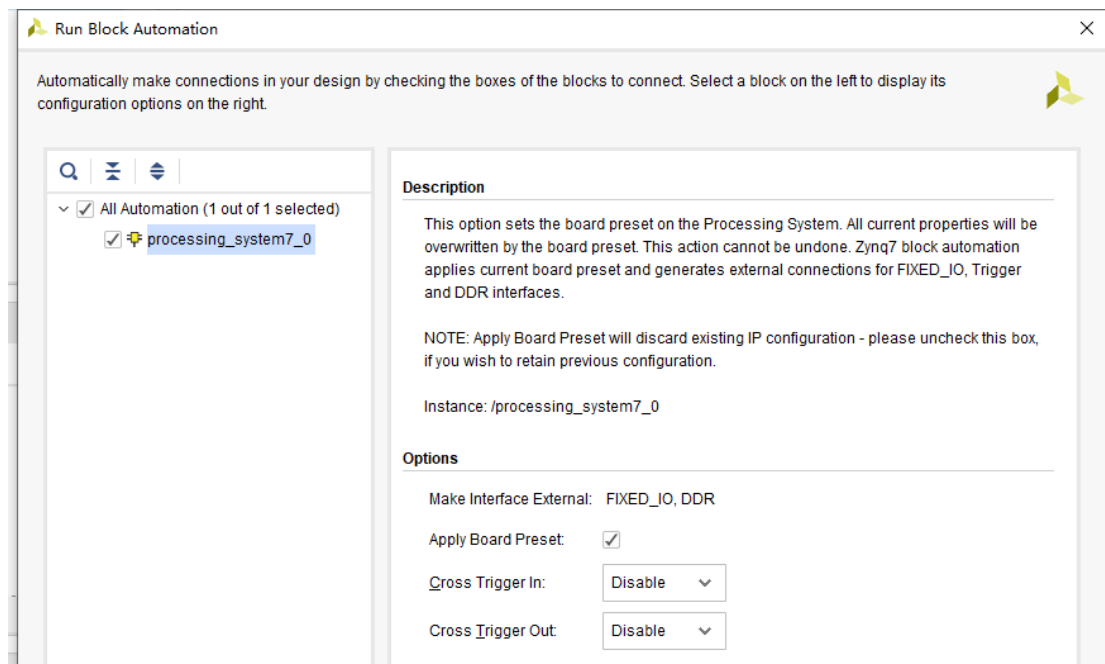 Run Block Automation
Automatically make connections in your design by checking the boxes of the blocks to connect. Select a block on the left to display its
configuration options on the right.
All Automation (1 out of 1 selected)
processing_system7_0
Description
This option sets the board preset on the Processing System. All current properties will be
overwritten by the board preset. This action cannot be undone. Zynq7 block automation
applies current board preset and generates external connections for FIXED_IO, Trigger
and DDR interfaces.
NOTE: Apply Board Preset will discard existing IP configuration - please uncheck this box,
if you wish to retain previous configuration.
Instance: /processing_system7_0
Options
Make Interface External: FIXED_IO, DDR
Apply Board Preset:
Cross Trigger In: Disable
Cross Trigger Out: Disable